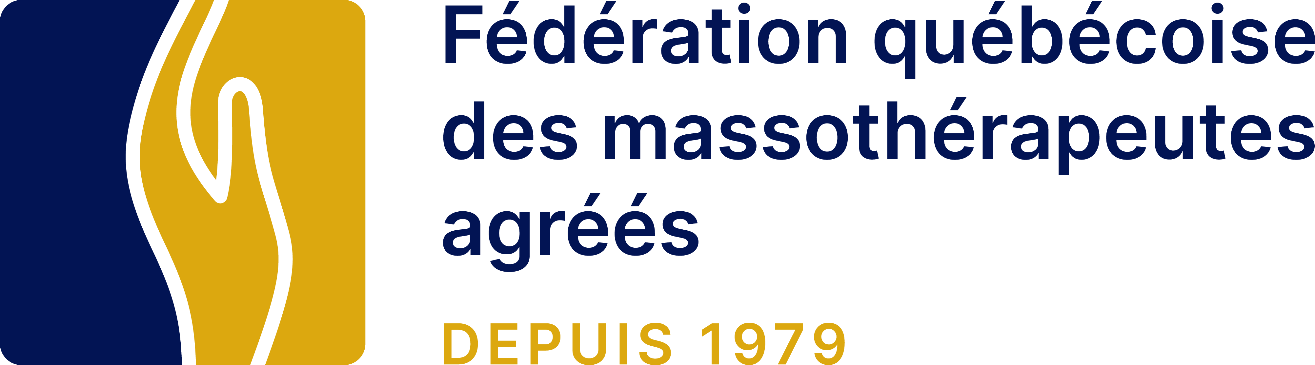 Fédération québécoise
des massothérapeutes
agréés
DEPUIS 1979